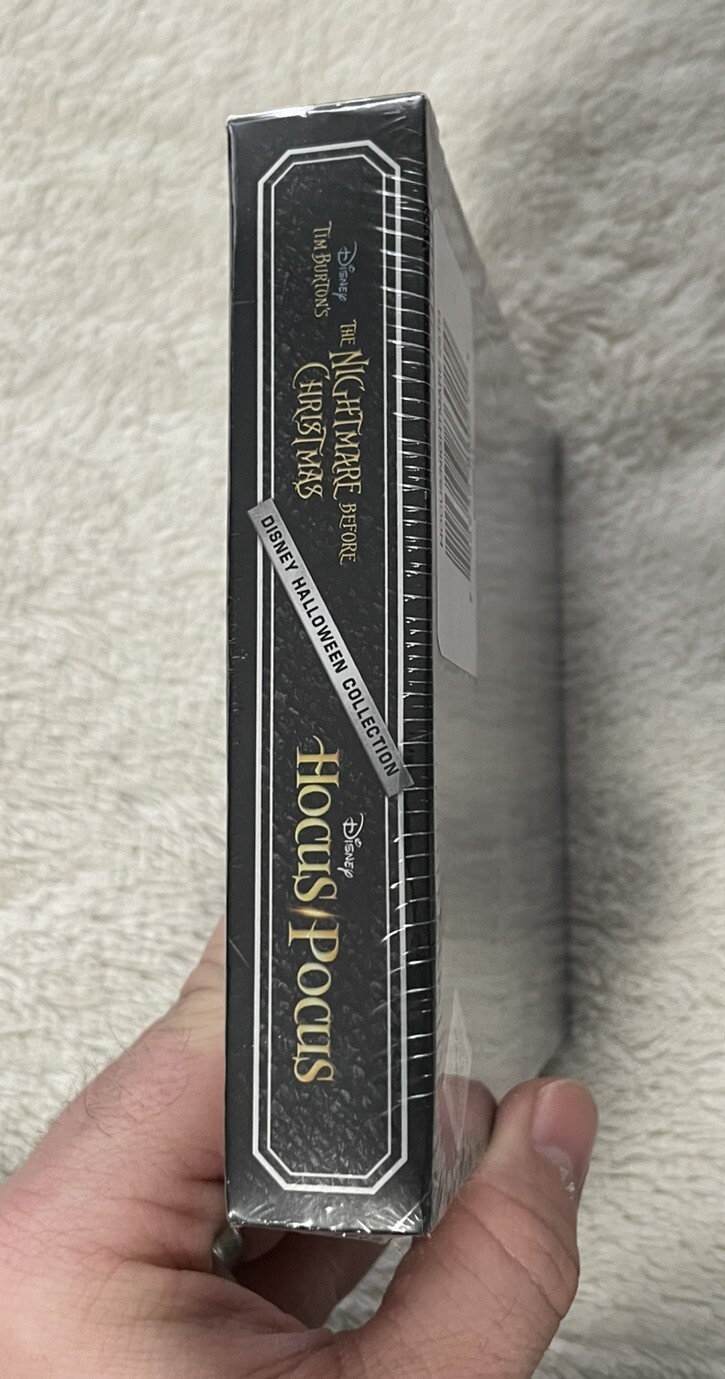 Disney
Tim Burton's
THE NIGHTMARE BEFORE
CHRISTMAS
DISNEY HALLOWEEN COLLECTION
Disney
Hocus Pocus